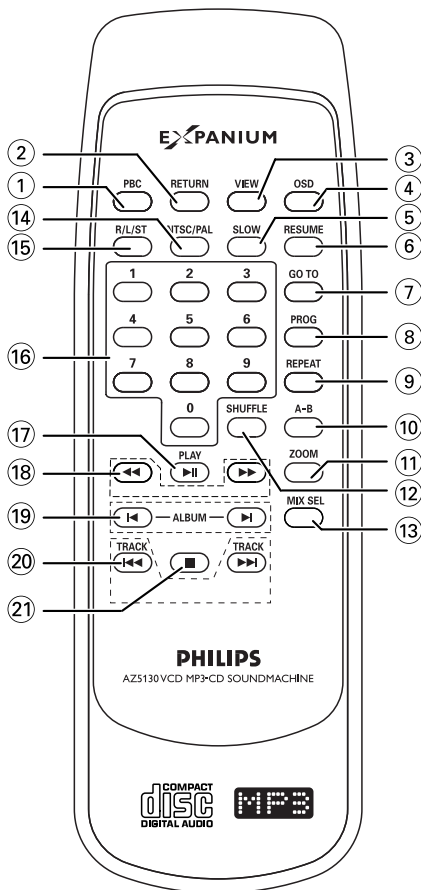 EXPANIUM
2
3
1
PBC
RETURN
VIEW
OSD
4
14
5
15
R/L/ST
NTSC/PAL
SLOW
RESUME
6
1
2
3
GO TO
7
4
5
6
PROG
8
16
7
8
9
REPEAT
9
0
SHUFFLE
A-B
10
17
PLAY
ZOOM
11
18
12
MIX SEL
13
19
ALBUM
20
TRACK
TRACK
21
PHILIPS
AZ5130 VCD MP3-CD SOUNDMACHINE
COMPACT
disc
DIGITAL AUDIO
MP3